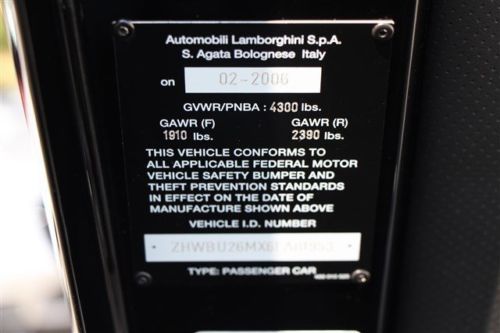 Automobili Lamborghini S.p.A.
S. Agata Bolognese Italy
on 02-2006
GVWR/PNBA : 4300 lbs.
GAWR (F) GAWR (R)
1910 lbs. 2390 lbs.
THIS VEHICLE CONFORMS TO
ALL APPLICABLE FEDERAL MOTOR
VEHICLE SAFETY BUMPER AND
THEFT PREVENTION STANDARDS
IN EFFECT ON THE DATE OF
MANUFACTURE SHOWN ABOVE
VEHICLE I.D. NUMBER
TYPE: PASSENGER CAR